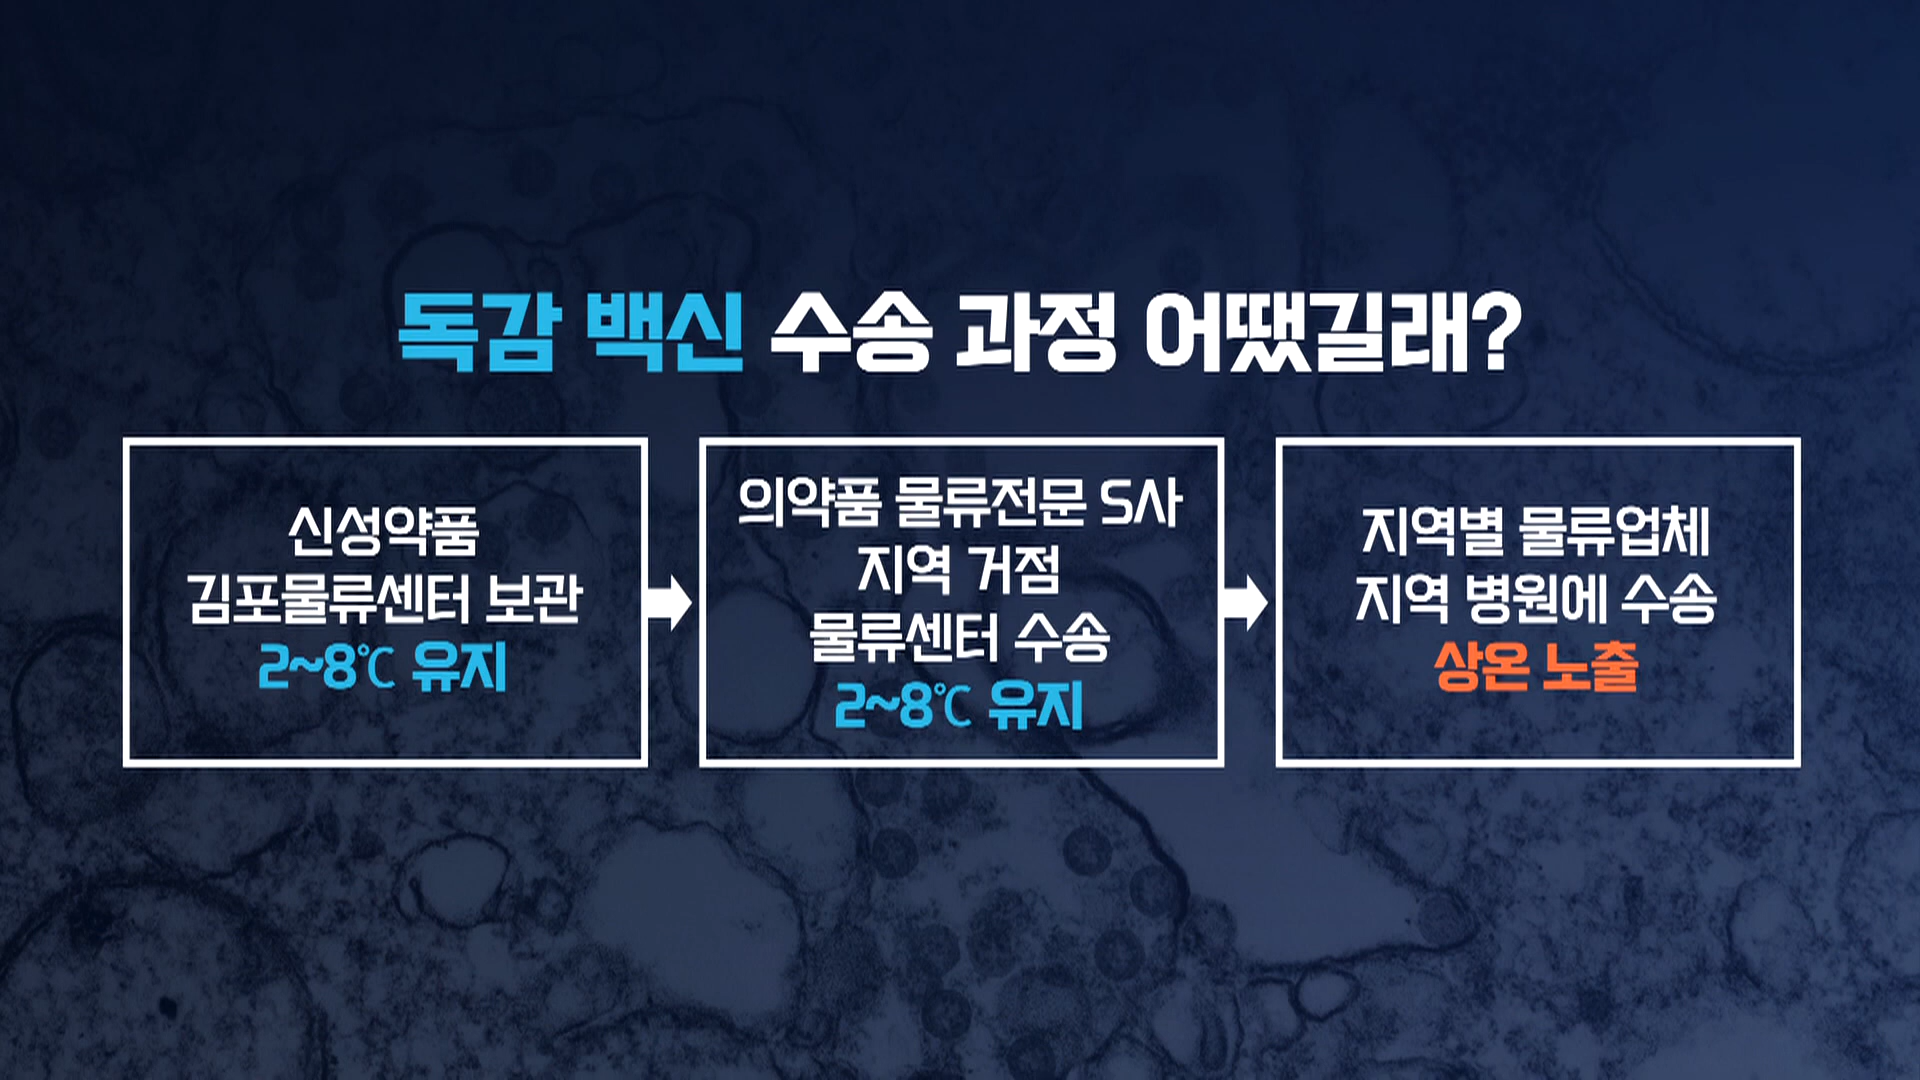 독감 백신 수송 과정 어땠길래?
신성약품
김포물류센터 보관
2~8℃ 유지
의약품 물류전문 S사
지역 거점
물류센터 수송
2~8℃ 유지
지역별 물류업체
지역 병원에 수송
상온 노출